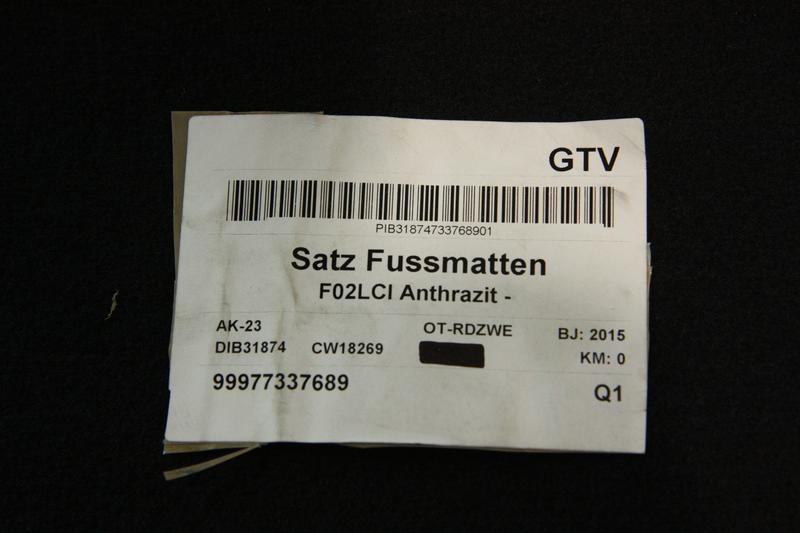 GTV
PIB31874733768901
Satz Fussmatten
F02LCI Anthrazit -
AK-23 OT-RDZWE BJ: 2015
DIB31874 CW18269 KM: 0
99977337689 Q1